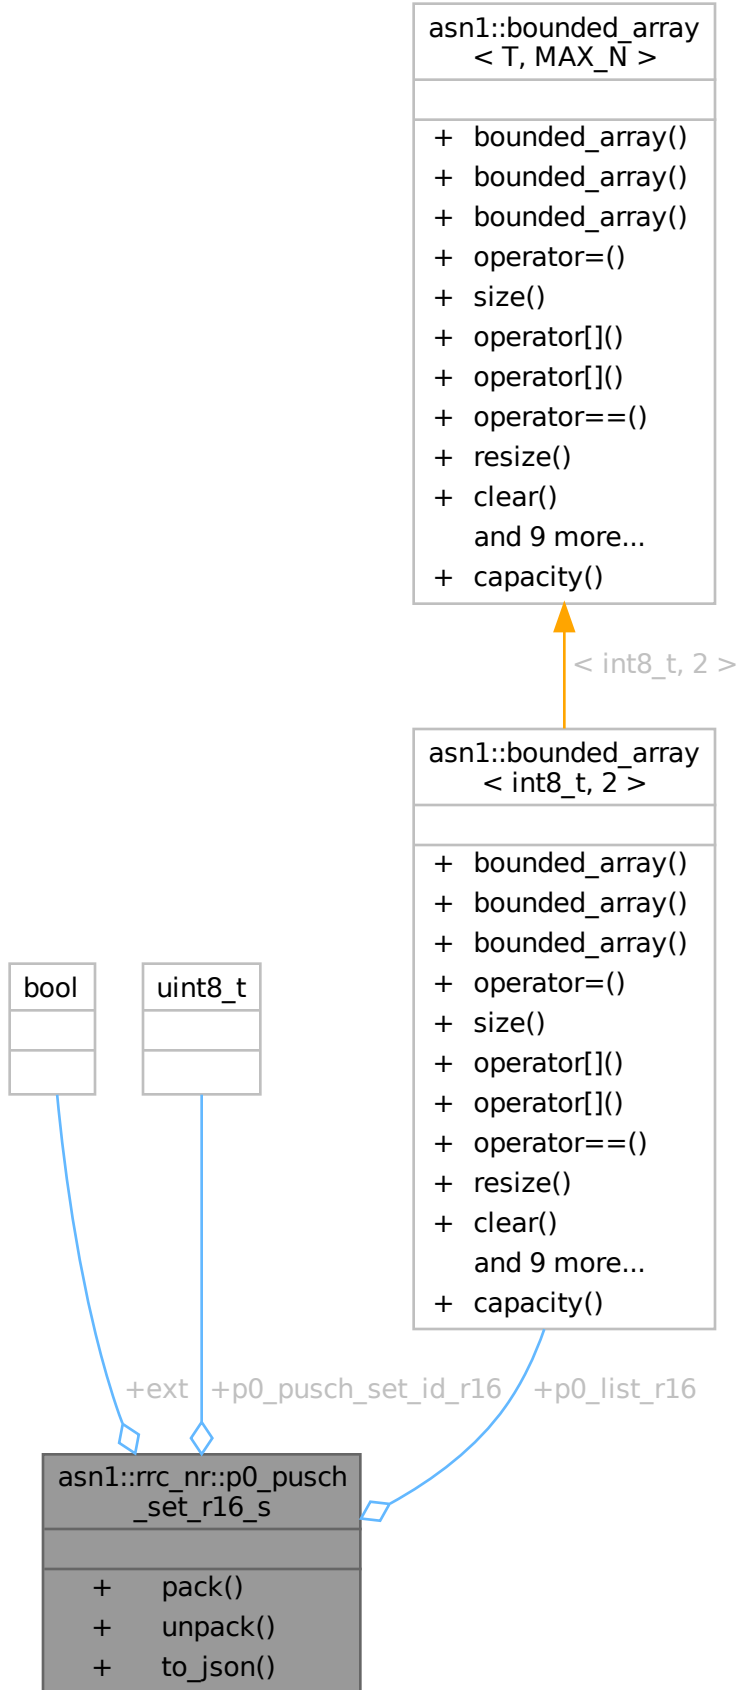 asn1::bounded_array
< T, MAX_N >
+ bounded_array()
+ bounded_array()
+ bounded_array()
+ operator=()
+ size()
+ operator[]()
+ operator[]()
+ operator==()
+ resize()
+ clear()
and 9 more...
+ capacity()
< int8_t, 2 >
asn1::bounded_array
< int8_t, 2 >
+ bounded_array()
+ bounded_array()
+ bounded_array()
+ operator=()
+ size()
+ operator[]()
+ operator[]()
+ operator==()
+ resize()
+ clear()
and 9 more...
+ capacity()
bool
uint8_t
+ext
+p0_pusch_set_id_r16
+p0_list_r16
asn1::rrc_nr::p0_pusch
_set_r16_s
+ pack()
+ unpack()
+ to_json()